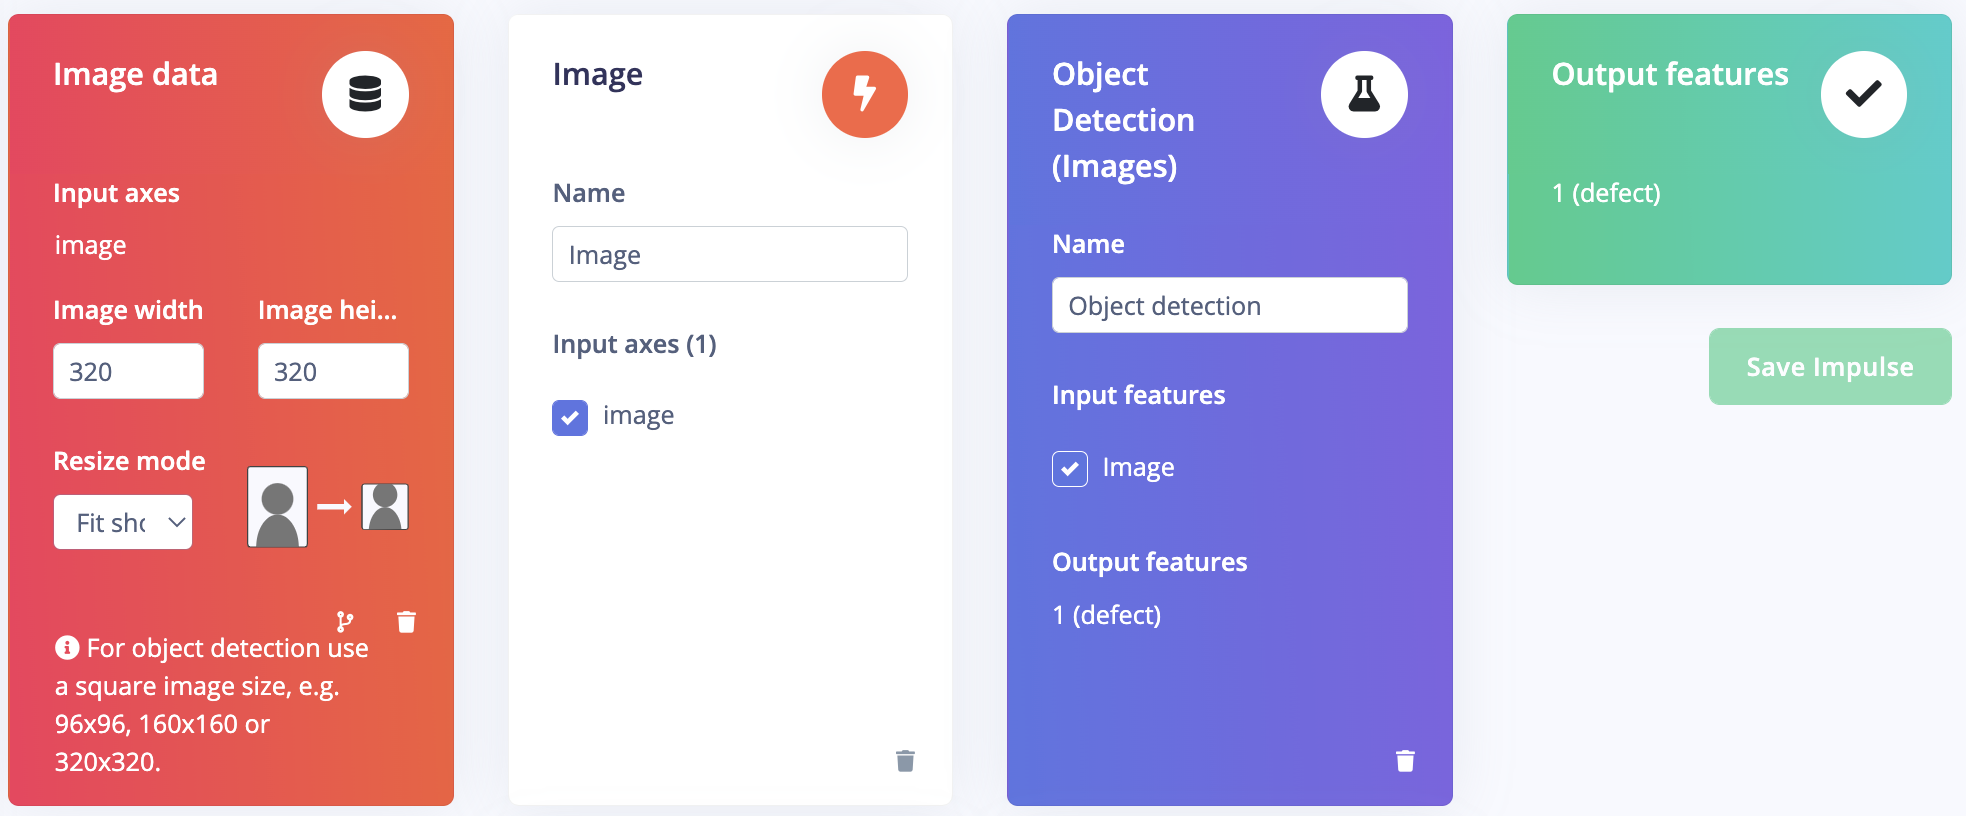 Image data
Input axes
image
Image width
Image hei...
320
320
Resize mode
Fit sho
For object detection use
a square image size, e.g.
96x96, 160x160 or
320x320.
Image
Name
Image
Input axes (1)
image
Object
Detection
(Images)
Name
Object detection
Input features
Image
Output features
1 (defect)
Output features
1 (defect)
Save Impulse